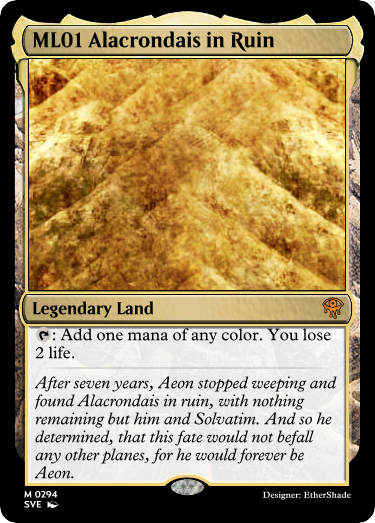 ML01 Alacrondais in Ruin
Legendary Land
: Add one mana of any color. You lose
2 life.
After seven years, Aeon stopped weeping and
found Alacrondais in ruin, with nothing
remaining but him and Solvatim. And so he
determined, that this fate would not befall
any other planes, for he would forever be
Aeon.
M 0294
SVE
Designer: EtherShade